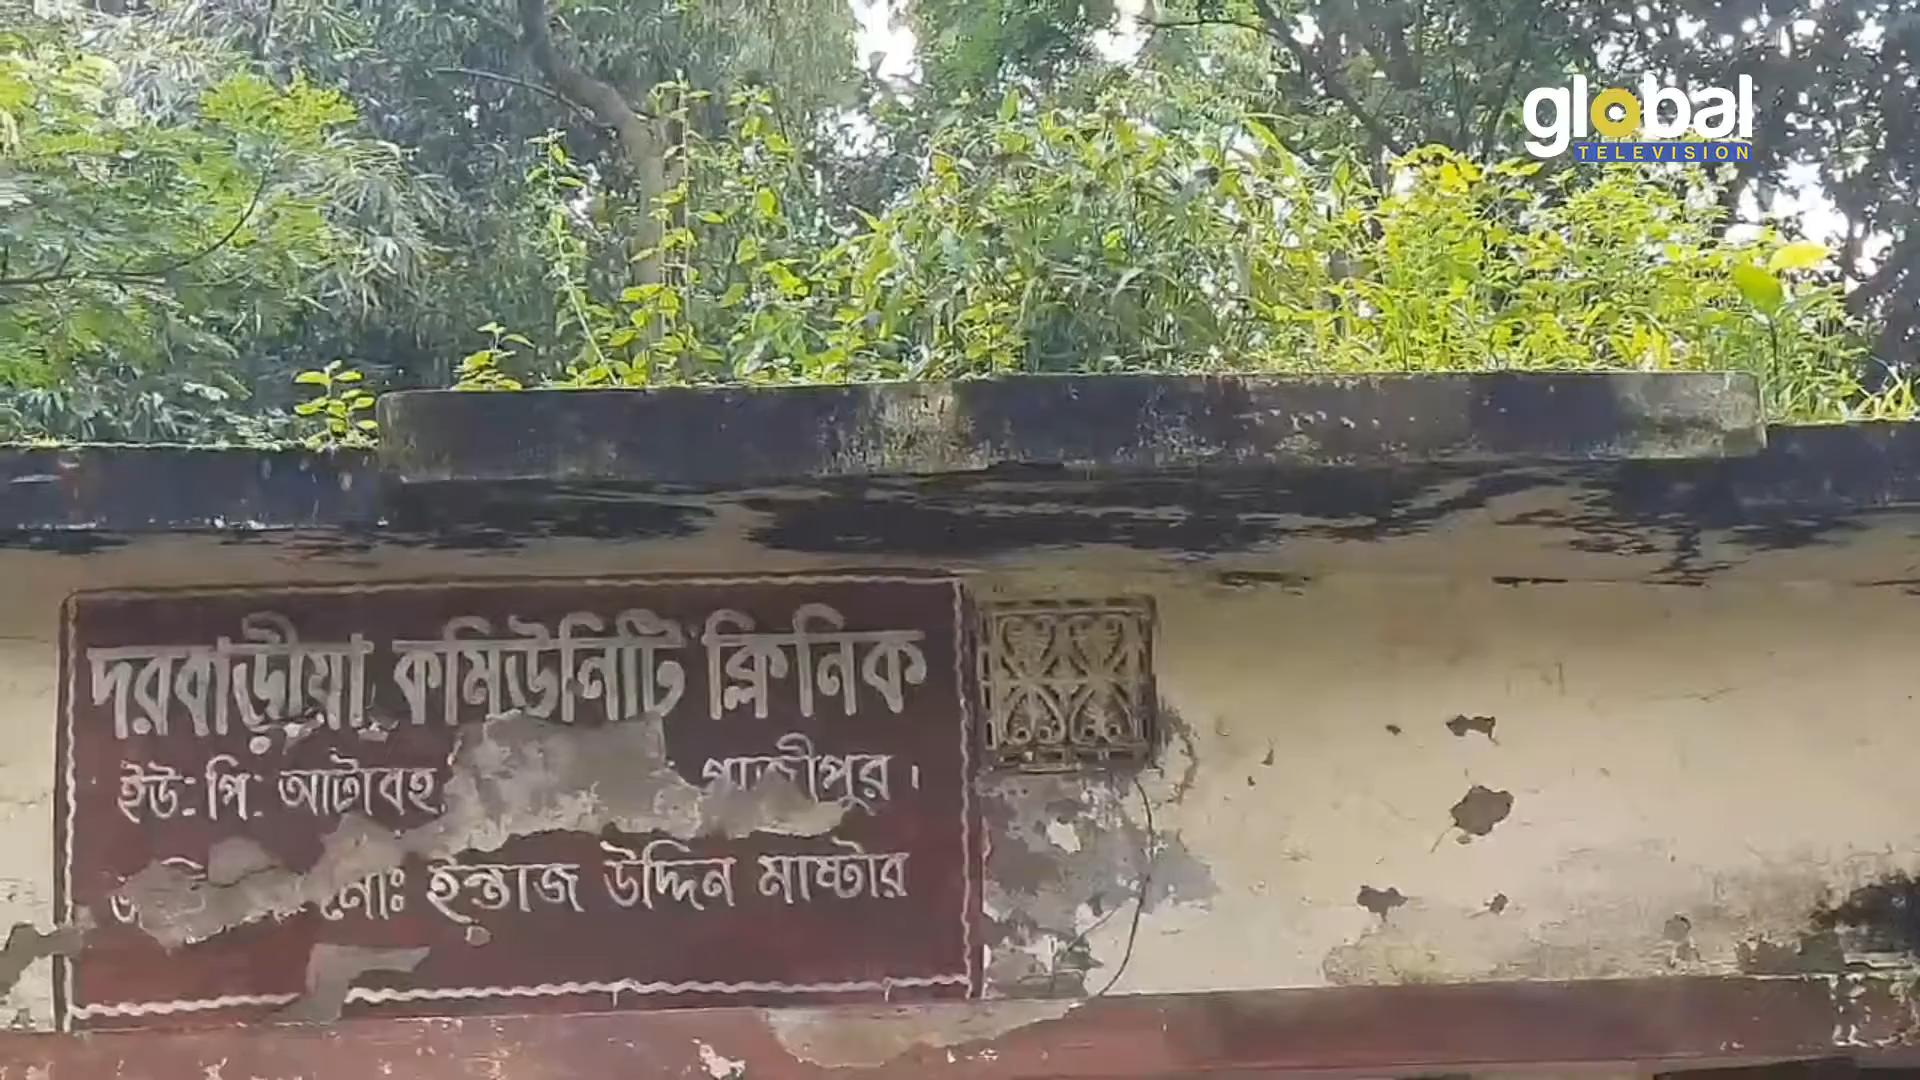 global
TELEVISION
দরবাড়ীয়া কমিউনিটি ক্লিনিক
ইউ: পি: আটাবহ গাজীপুর।
মোঃ ইন্তাজ উদ্দিন মাষ্টার